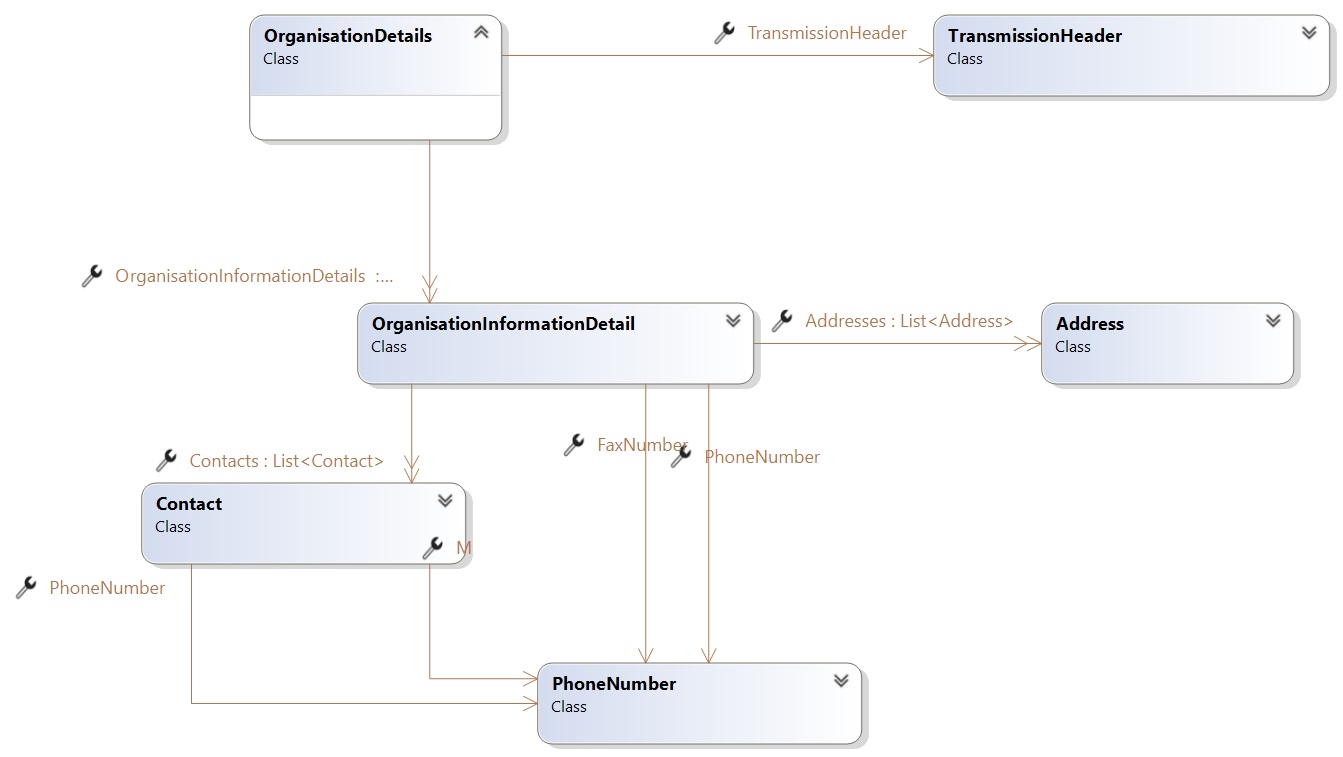 OrganisationDetails
Class
TransmissionHeader
TransmissionHeader
Class
OrganisationInformationDetails :...
OrganisationInformationDetail
Class
Addresses : List<Address>
Address
Class
FaxNumber
PhoneNumber
Contacts : List<Contact>
Contact
Class
M
PhoneNumber
PhoneNumber
Class